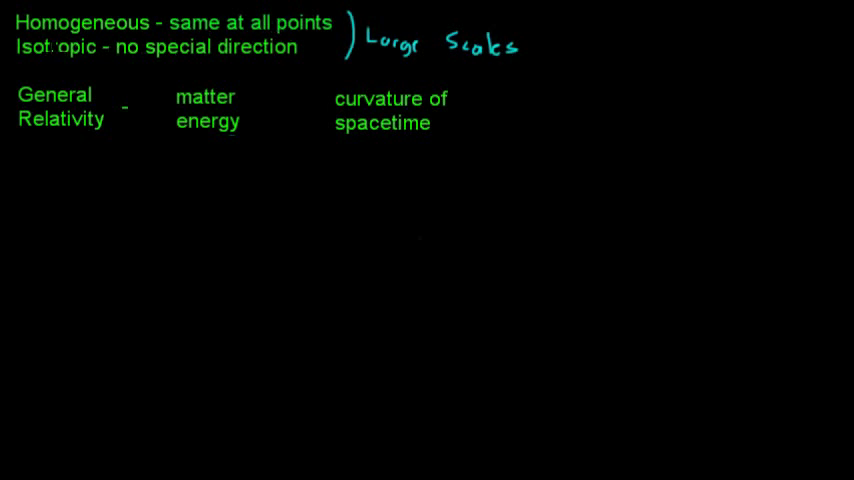 Homogeneous - same at all points
Isotropic - no special direction
Large Scales
General Relativity -
matter energy
curvature of spacetime